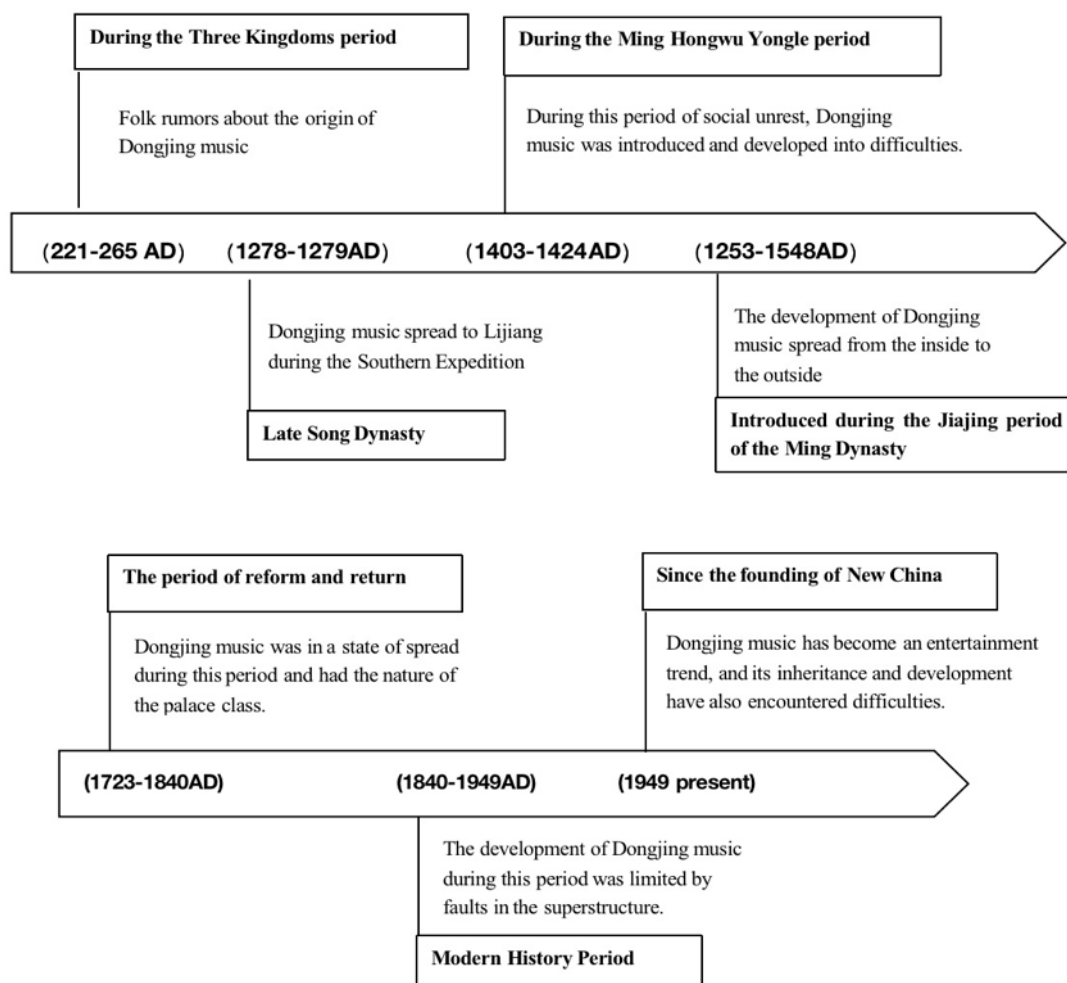 During the Three Kingdoms period
During the Ming Hongwu Yongle period
Folk rumors about the origin of
Dongjing music
During this period of social unrest, Dongjing
music was introduced and developed into difficulties.
(221-265 AD)
(1278-1279AD)
(1403-1424AD)
(1253-1548AD)
Dongjing music spread to Lijiang
during the Southern Expedition
Late Song Dynasty
The development of Dongjing
music spread from the inside to
the outside
Introduced during the Jiajing period
of the Ming Dynasty
The period of reform and return
Since the founding of New China
Dongjing music was in a state of spread
during this period and had the nature of
the palace class.
Dongjing music has become an entertainment
trend, and its inheritance and development
have also encountered difficulties.
(1723-1840AD)
(1840-1949AD)
(1949 present)
The development of Dongjing music
during this period was limited by
faults in the superstructure.
Modern History Period